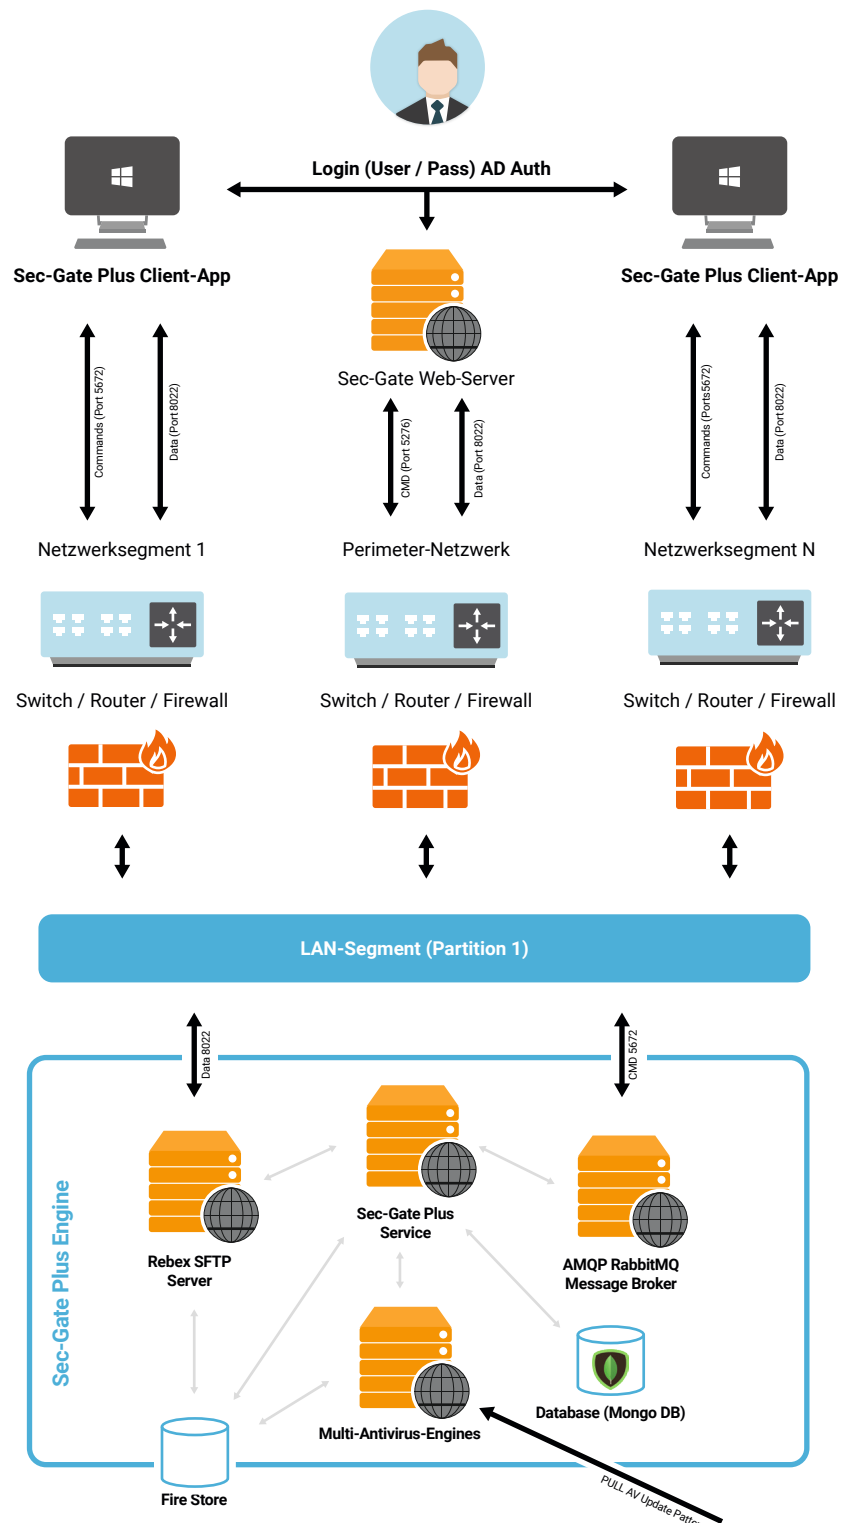 Login (User / Pass) AD Auth
Sec-Gate Plus Client-App
Sec-Gate Plus Client-App
Sec-Gate Web-Server
Commands (Port 5672)
Data (Port 8022)
CMD (Port 5276)
Data (Port 8022)
Commands (Ports5672)
Data (Port 8022)
Netzwerksegment 1
Perimeter-Netzwerk
Netzwerksegment N
Switch / Router / Firewall
Switch / Router / Firewall
Switch / Router / Firewall
LAN-Segment (Partition 1)
Data 8022
CMD 5672
Sec-Gate Plus Engine
Sec-Gate Plus
Service
Rebex SFTP
Server
AMQP RabbitMQ
Message Broker
Database (Mongo DB)
Multi-Antivirus-Engines
Fire Store
PULL AV Update